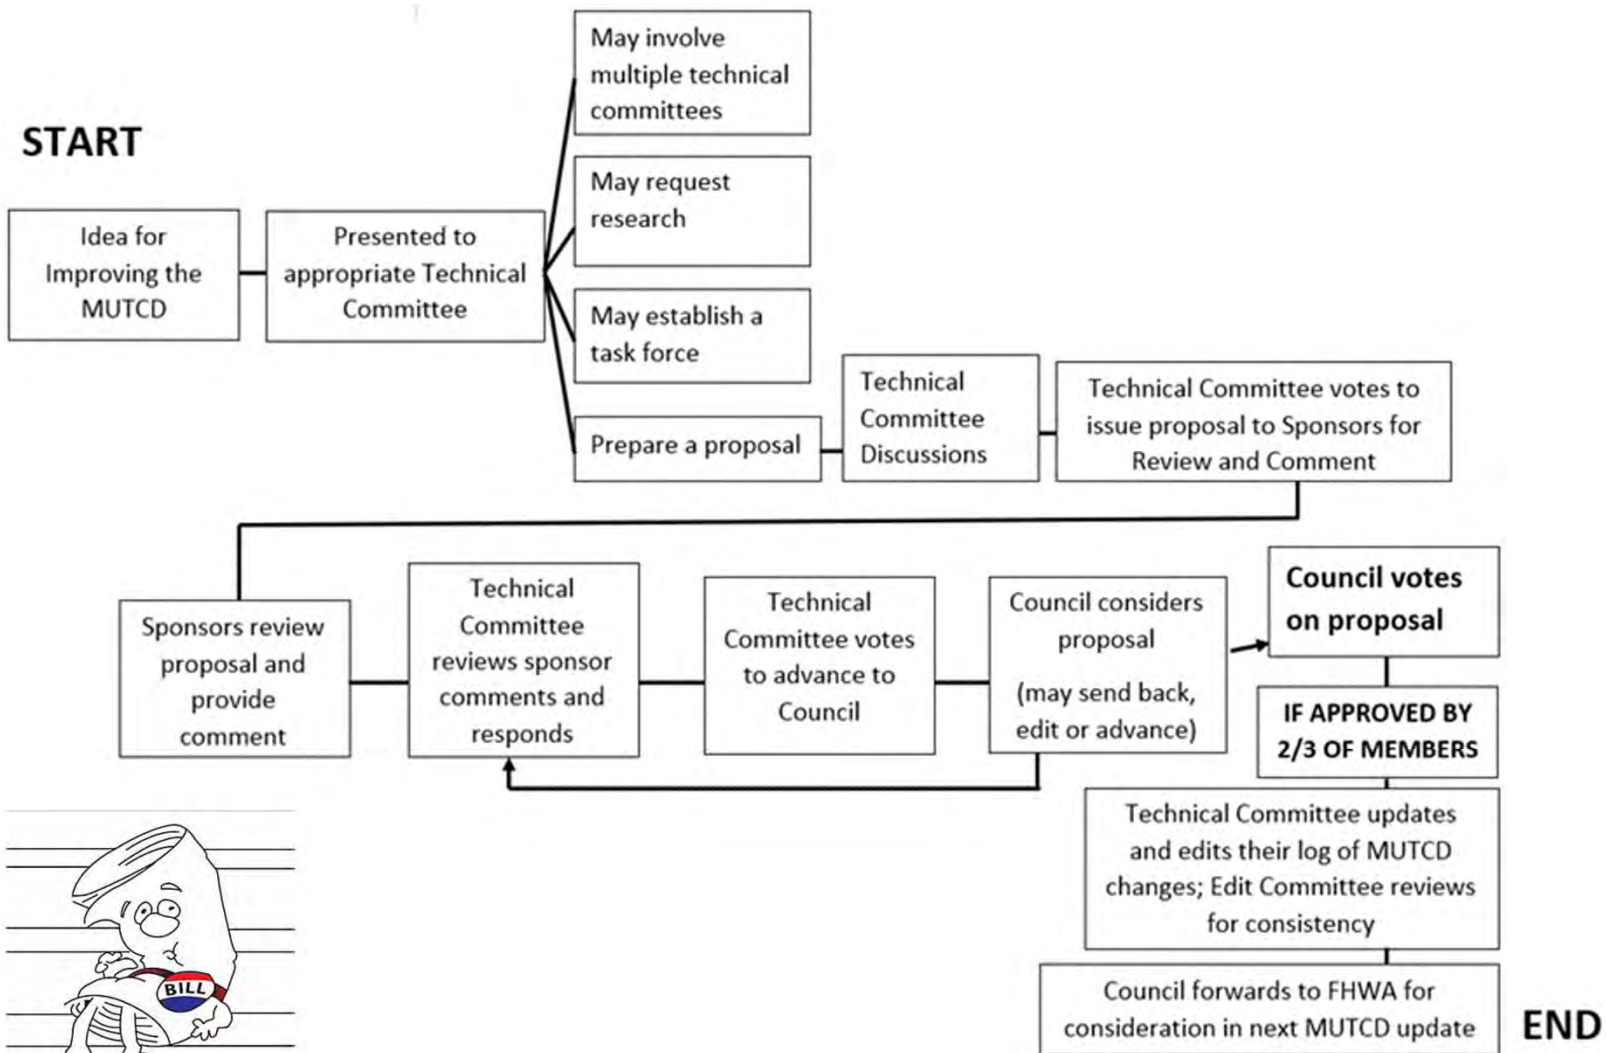 START
Idea for
Improving the
MUTCD
Presented to
appropriate Technical
Committee
May involve
multiple technical
committees
May request
research
May establish a
task force
Prepare a proposal
Technical
Committee
Discussions
Technical Committee votes to
issue proposal to Sponsors for
Review and Comment
Sponsors review
proposal and
provide
comment
Technical
Committee
reviews sponsor
comments and
responds
Technical
Committee votes
to advance to
Council
Council considers
proposal
(may send back,
edit or advance)
Council votes
on proposal
IF APPROVED BY
2/3 OF MEMBERS
Technical Committee updates
and edits their log of MUTCD
changes; Edit Committee reviews
for consistency
Council forwards to FHWA for
consideration in next MUTCD update
END
BILL